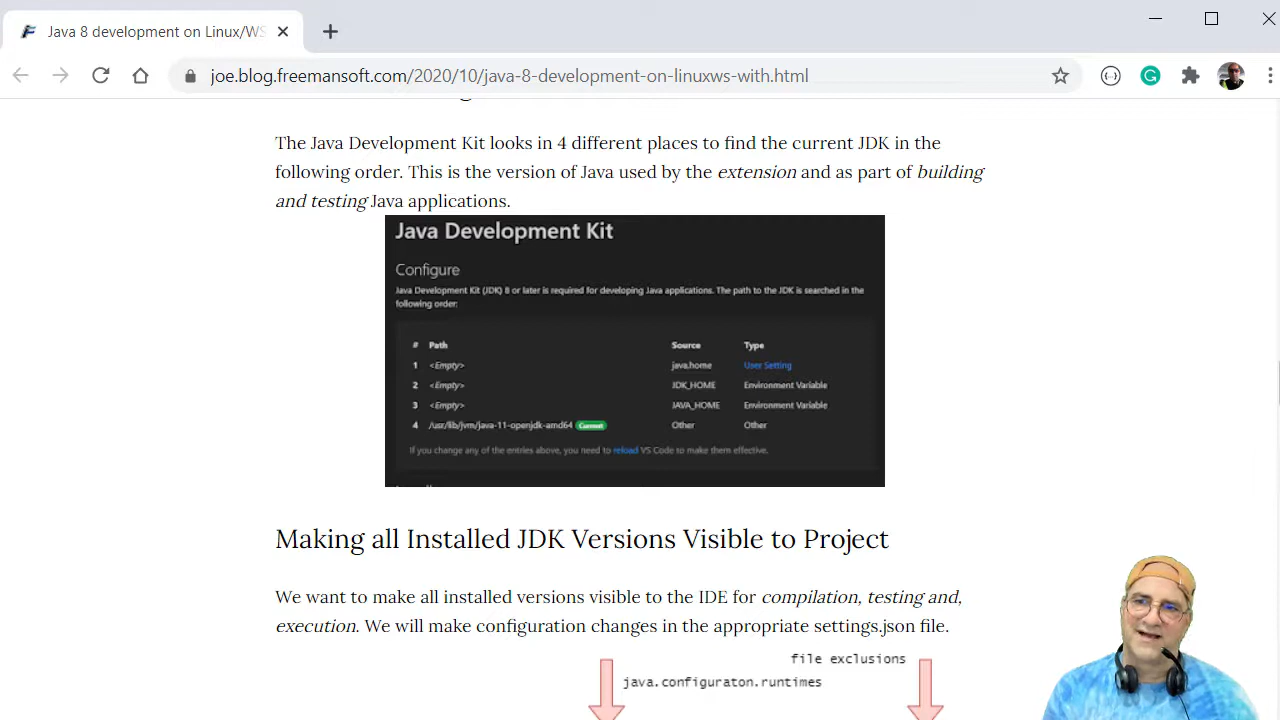 Java 8 development on Linux/WS
joe.blog.freemansoft.com/2020/10/java-8-development-on-linuxws-with.html
The Java Development Kit looks in 4 different places to find the current JDK in the
following order. This is the version of Java used by the extension and as part of building
and testing Java applications.
Java Development Kit
Configure
Java Development Kit (JDK) 8 or later is required for developing Java applications. The path to the JDK is searched in the
following order:
# Path Source Type
1 <Empty> java.home User Setting
2 <Empty> JDK_HOME Environment Variable
3 <Empty> JAVA_HOME Environment Variable
4 /usr/lib/jvm/java-11-openjdk-amd64 Current Other Other
If you change any of the entries above, you need to reload VS Code to make them effective.
Making all Installed JDK Versions Visible to Project
We want to make all installed versions visible to the IDE for compilation, testing and,
execution. We will make configuration changes in the appropriate settings.json file.
file exclusions
java.configuraton.runtimes